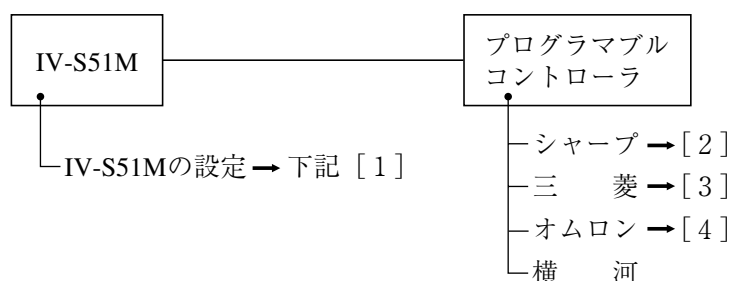 IV-S51M
プログラマブル
コントローラ
IV-S51Mの設定➞下記［１］
シャープ➞［２］
三　　菱➞［３］
オムロン➞［４］
横　　河